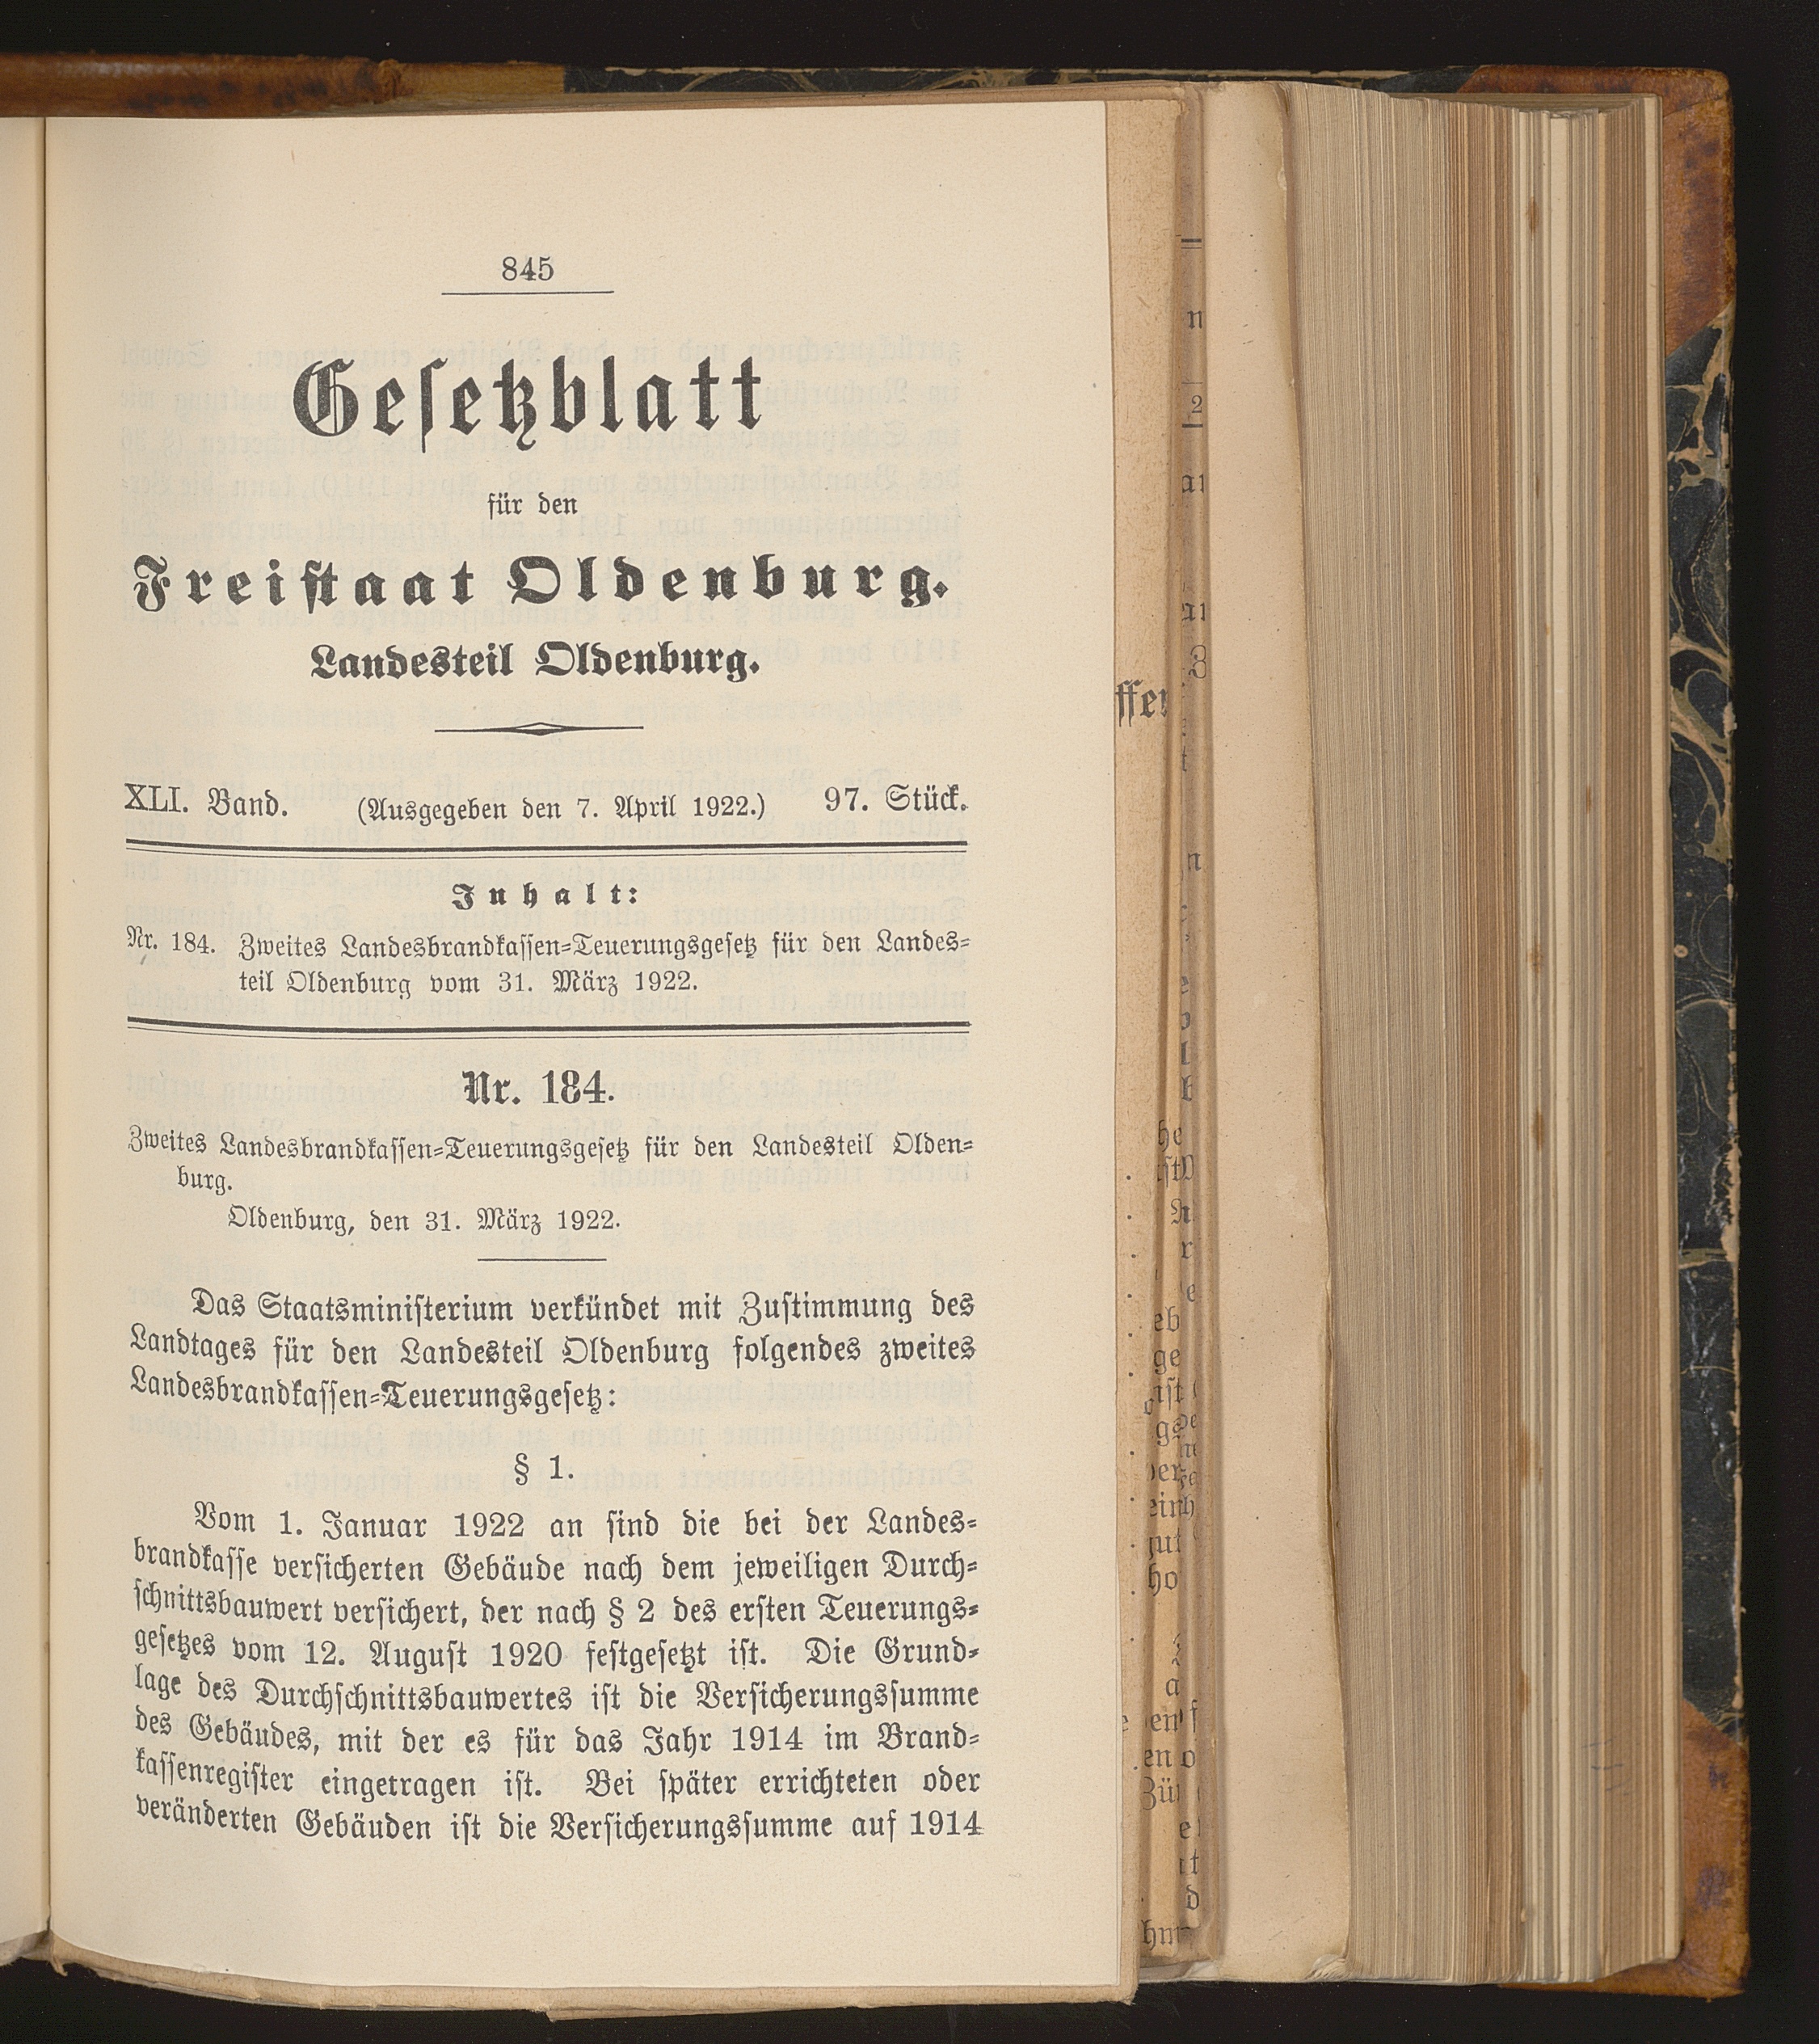 845
Gesetzblatt
für den
Freistaat Oldenburg.
Landesteil Oldenburg.
XLI. Band. (Ausgegeben den 7. April 1922.) 97. Stück.
Inhalt:
Nr. 184. Zweites Landesbrandkassen=Teuerungsgesetz für den Landes=
teil Oldenburg vom 31. März 1922.
Nr. 184.
Zweites Landesbrandkassen=Teuerungsgesetz für den Landesteil Olden=
burg.
Oldenburg, den 31. März 1922.
Das Staatsministerium verkündet mit Zustimmung des
Landtages für den Landesteil Oldenburg folgendes zweites
Landesbrandkassen=Teuerungsgesetz:
§ 1.
Vom 1. Januar 1922 an sind die bei der Landes=
brandkasse versicherten Gebäude nach dem jeweiligen Durch=
schnittsbauwert versichert, der nach § 2 des ersten Teuerungs=
gesetzes vom 12. August 1920 festgesetzt ist. Die Grund=
lage des Durchschnittsbauwertes ist die Versicherungssumme
des Gebäudes, mit der es für das Jahr 1914 im Brand=
kassenregister eingetragen ist. Bei später errichteten oder
veränderten Gebäuden ist die Versicherungssumme auf 1914